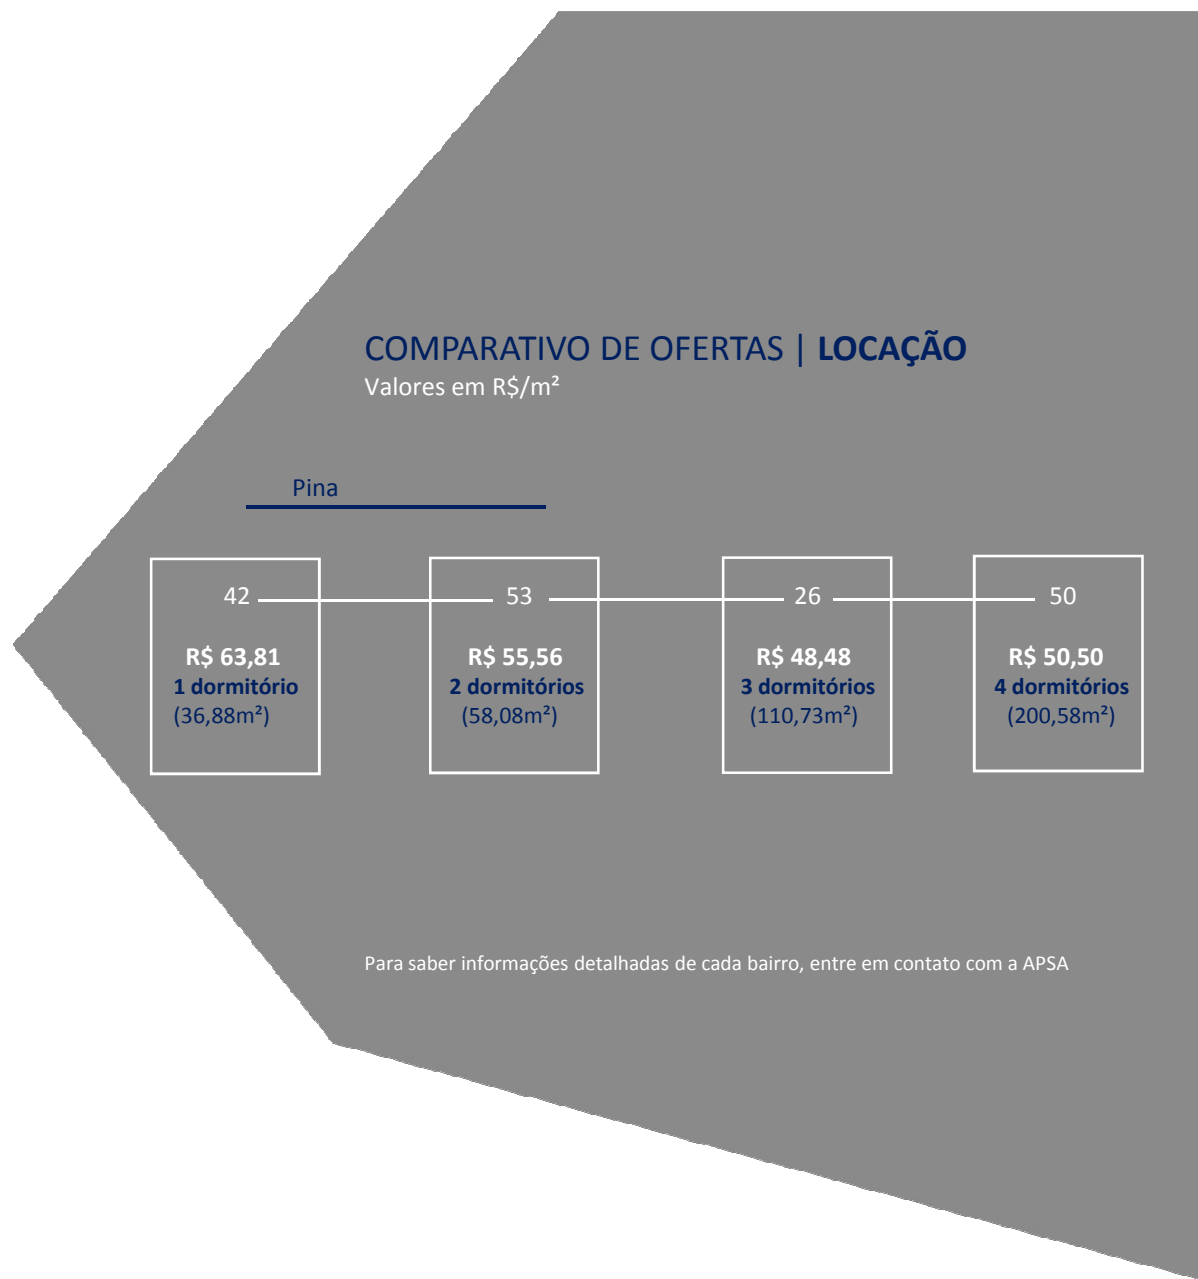 COMPARATIVO DE OFERTAS | LOCAÇÃO
Valores em R$/m²
Pina
42
53
26
50
R$ 63,81
1 dormitório
(36,88m²)
R$ 55,56
2 dormitórios
(58,08m²)
R$ 48,48
3 dormitórios
(110,73m²)
R$ 50,50
4 dormitórios
(200,58m²)
Para saber informações detalhadas de cada bairro, entre em contato com a APSA